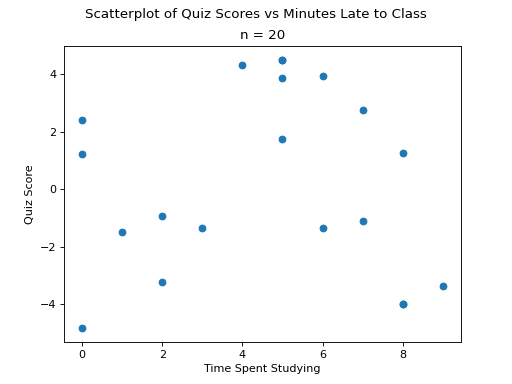 Scatterplot of Quiz Scores vs Minutes Late to Class
n = 20
4
2
0
−2
−4
Quiz Score
0 2 4 6 8
Time Spent Studying